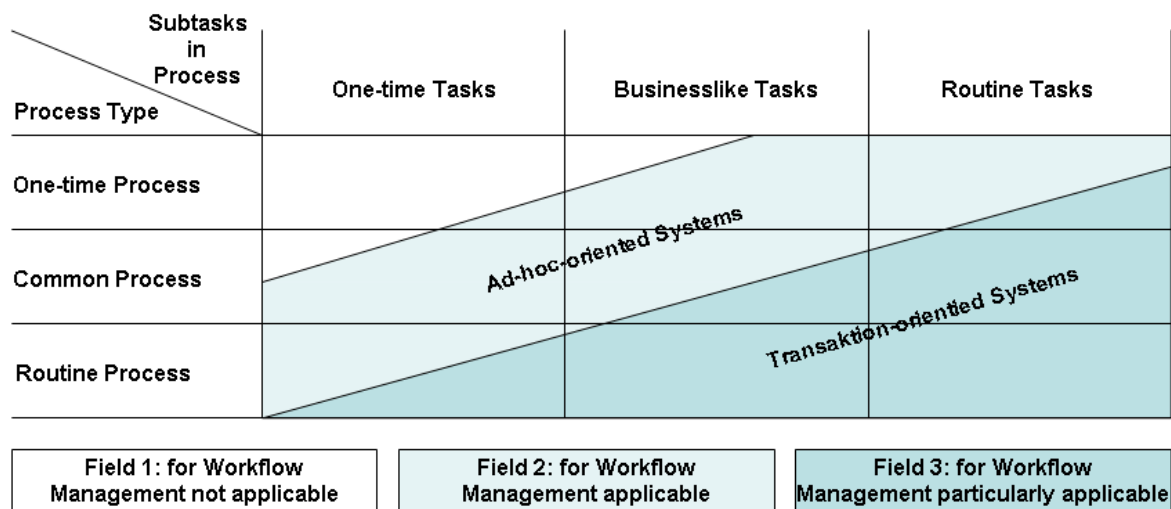 Subtasks
in
Process
Process Type
One-time Tasks
Businesslike Tasks
Routine Tasks
One-time Process
Common Process
Routine Process
Ad-hoc-oriented Systems
Transaktion-orientied Systems
Field 1: for Workflow
Management not applicable
Field 2: for Workflow
Management applicable
Field 3: for Workflow
Management particularly applicable